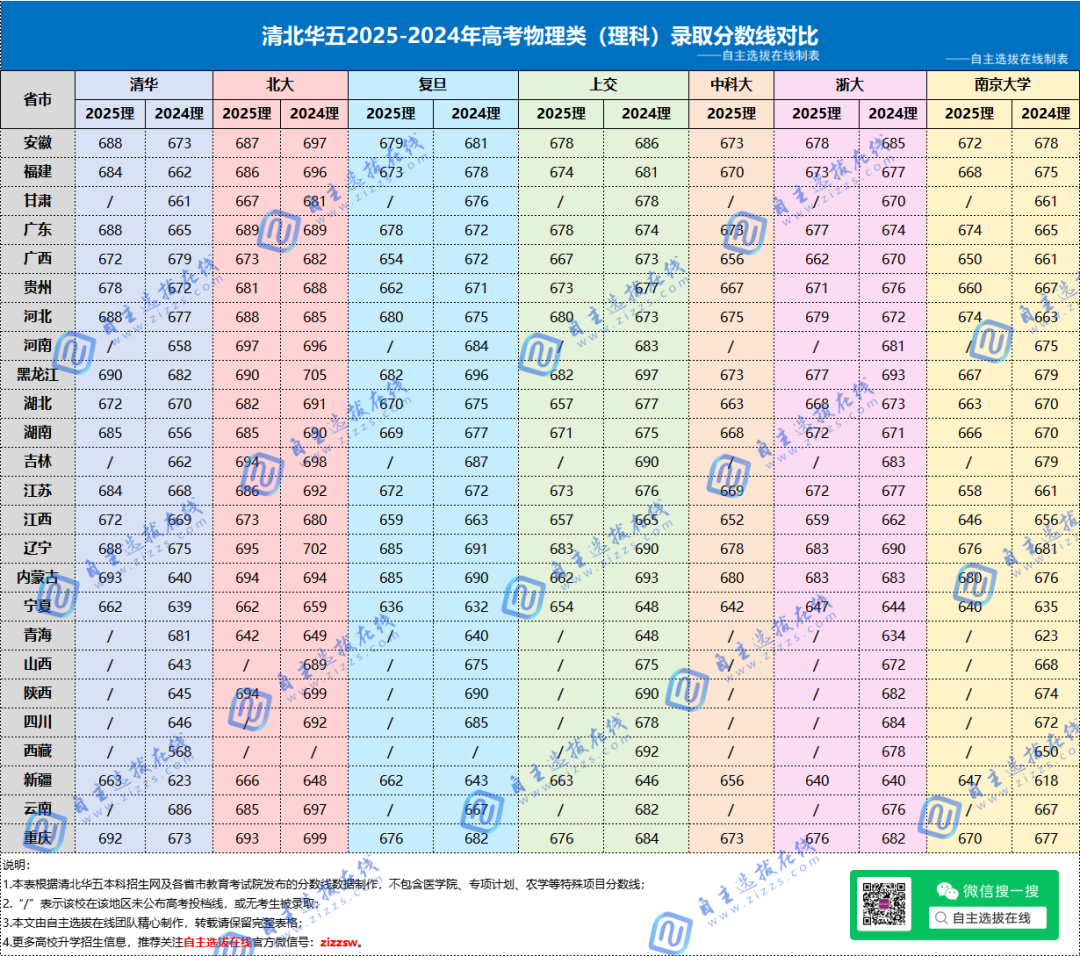 清北华五2025-2024年高考物理类（理科）录取分数线对比
——自主选拔在线制表
——自主选拔在线制表
省市 清华 北大 复旦 上交 中科大 浙大 南京大学
2025理 2024理 2025理 2024理 2025理 2024理 2025理 2024理 2025理 2025理 2024理 2025理 2024理
安徽 688 673 687 697 679 681 678 686 673 678 685 672 678
福建 684 662 686 696 673 678 674 681 670 673 677 668 675
甘肃 / 661 667 681 / 676 / 678 / / 670 / 661
广东 688 665 689 689 678 672 678 674 673 677 674 674 665
广西 672 679 673 682 654 672 667 673 656 662 670 650 661
贵州 678 672 681 688 662 671 673 677 667 671 676 660 667
河北 688 677 688 685 680 675 680 673 675 679 672 674 663
河南 / 658 697 696 / 684 / 683 / / 681 / 675
黑龙江 690 682 690 705 682 696 682 697 673 677 693 667 679
湖北 672 670 682 691 670 675 657 677 663 668 673 663 670
湖南 685 656 685 690 669 677 671 675 668 672 671 666 670
吉林 / 662 694 698 / 687 / 690 / / 683 / 679
江苏 684 668 686 692 672 672 673 676 669 672 677 658 661
江西 672 669 673 680 659 663 657 665 652 659 662 646 656
辽宁 688 675 695 702 685 691 683 690 678 683 690 676 681
内蒙古 693 640 694 694 685 690 662 693 680 683 683 680 676
宁夏 662 639 662 659 636 632 654 648 642 647 644 640 635
青海 / 681 642 649 / 640 / 648 / / 634 / 623
山西 / 643 / 689 / 675 / 675 / / 672 / 668
陕西 / 645 694 699 / 690 / 690 / / 682 / 674
四川 / 646 / 692 / 685 / 678 / / 684 / 672
西藏 / 568 / / / / / 692 / / 678 / 650
新疆 663 623 666 648 662 643 663 646 656 640 640 647 618
云南 / 686 685 697 / 667 / 682 / / 676 / 667
重庆 692 673 693 699 676 682 676 684 673 676 682 670 677
说明：
1.本表根据清北华五本科招生网及各省市教育考试院发布的分数线数据制作，不包含医学院、专项计划、农学等特殊项目分数线；
2. “/”表示该校在该地区未公布高考投档线，或无考生被录取；
3.本文由自主选拔在线团队精心制作，转载请保留完整表格；
4.更多高校升学招生信息，推荐关注自主选拔在线官方微信号：zizzsw。
微信搜一搜
自主选拔在线
自主选拔在线
www.zizzs.com